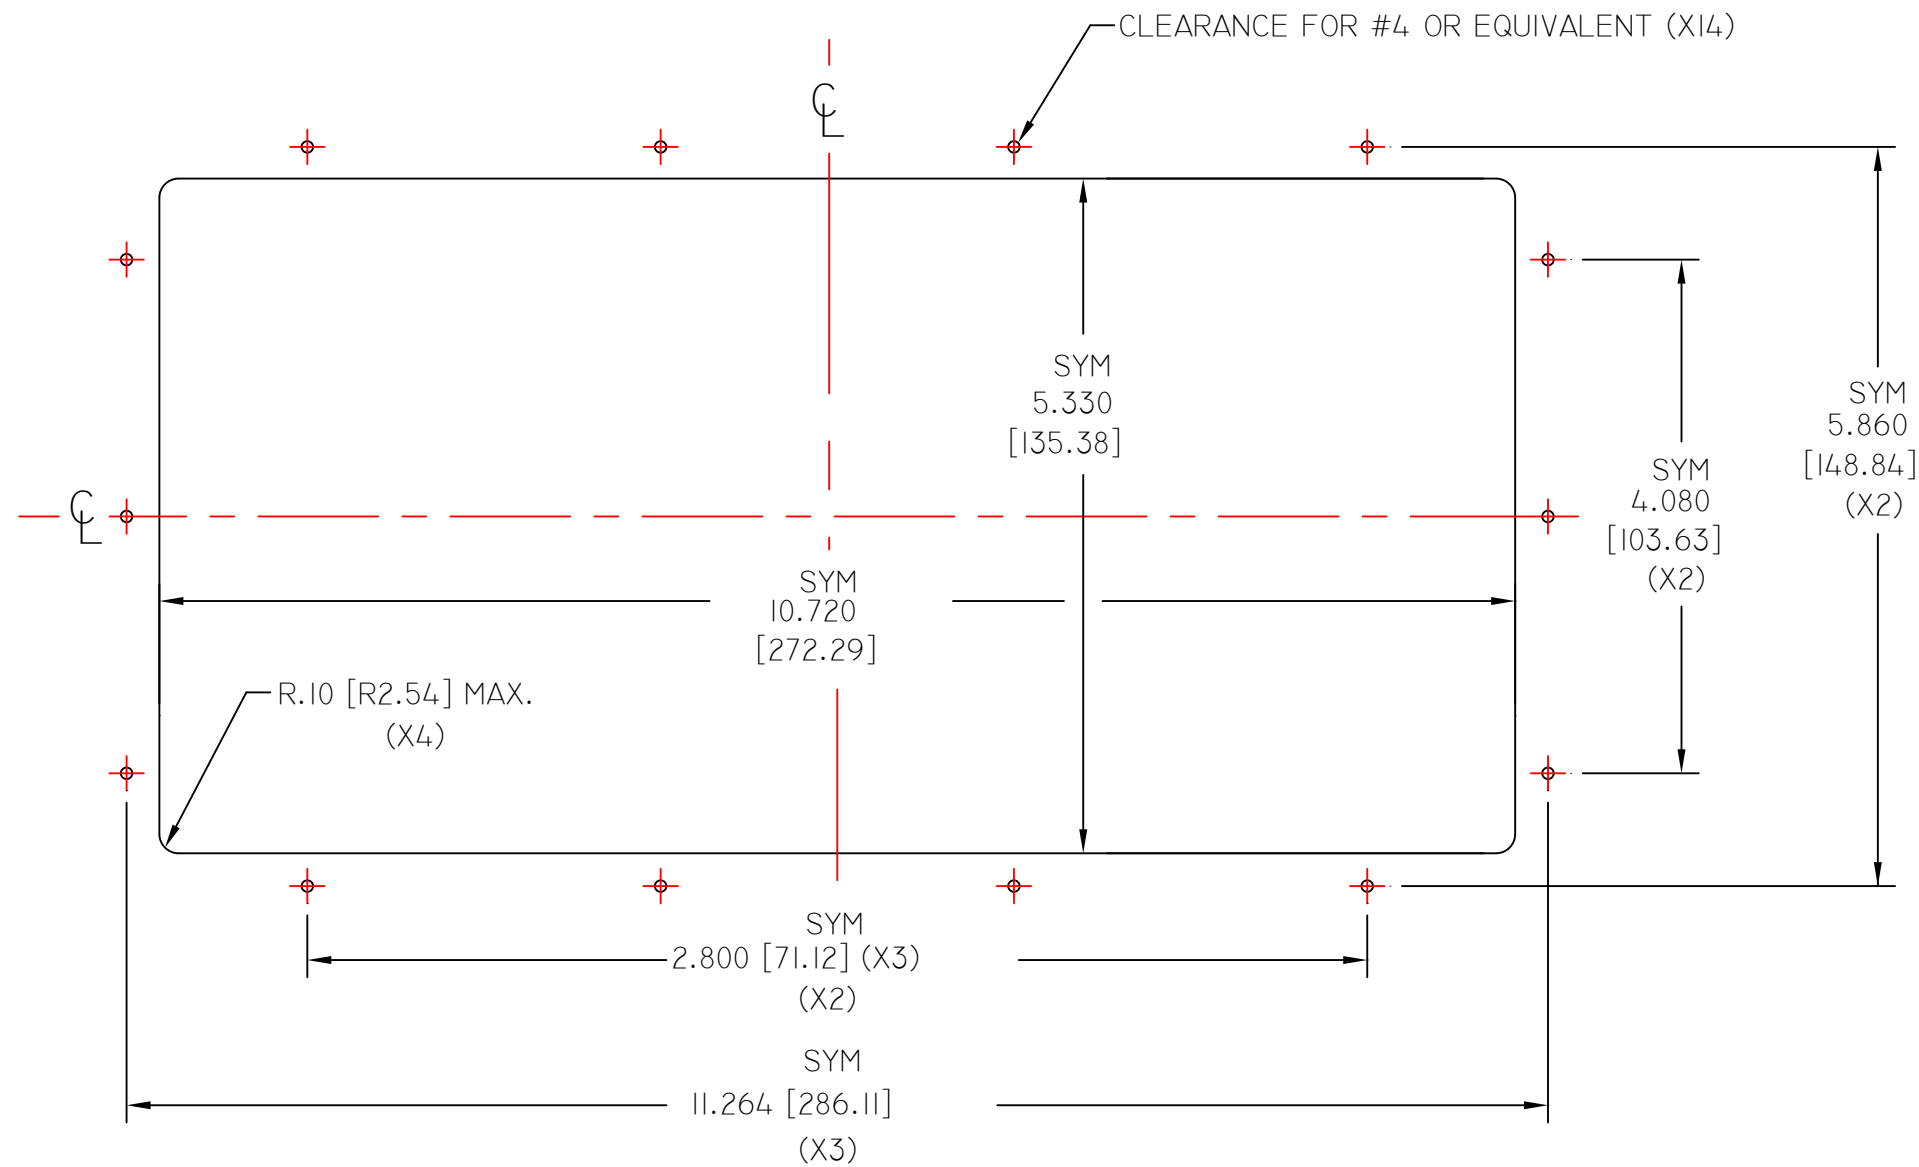 CLEARANCE FOR #4 OR EQUIVALENT (X14)
℄
SYM
5.330
[135.38]
SYM
5.860
[148.84]
(X2)
SYM
4.080
[103.63]
(X2)
℄
SYM
10.720
[272.29]
R.10 [R2.54] MAX.
(X4)
SYM
2.800 [71.12] (X3)
(X2)
SYM
11.264 [286.11]
(X3)